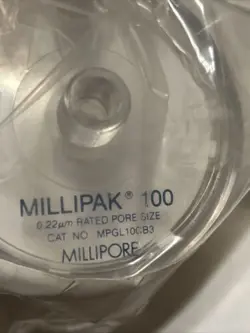 MILLIPAK® 100
0.22µm RATED PORE SIZE
CAT NO. MPGL10CB3
MILLIPORE